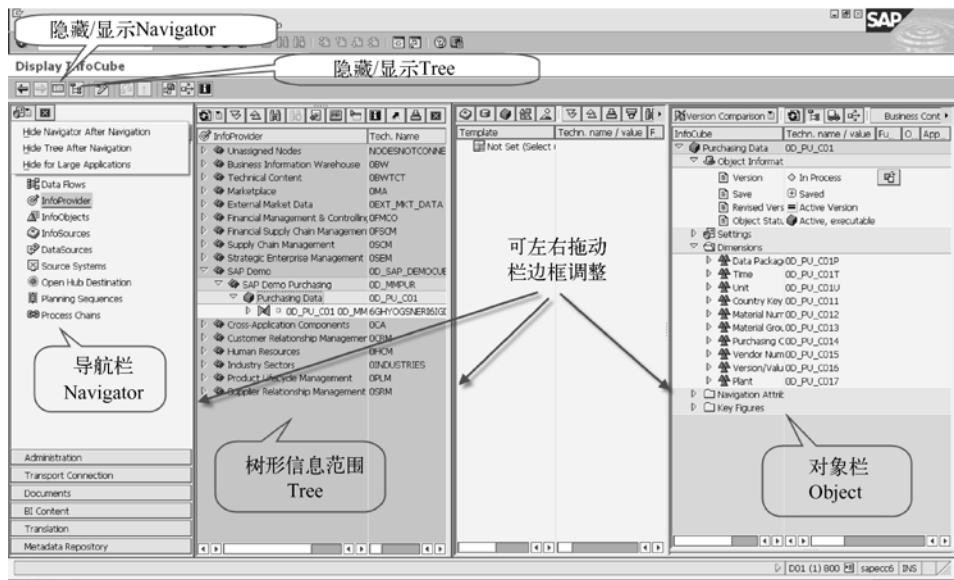 隐藏/显示Navigator
SAP
隐藏/显示Tree
Display InfoCube
Hide Navigator After Navigation
Hide Tree After Navigation
Hide for Large Applications
Data Flows
InfoProvider
InfoObjects
InfoSources
DataSources
Source Systems
Open Hub Destination
Planning Sequences
Process Chains
导航栏
Navigator
Administration
Transport Connection
Documents
BI Content
Translation
Metadata Repository
InfoProvider Tech. Name
Unassigned Nodes NODESNOTCONNE
Business Information Warehouse 0BW
Technical Content 0BWTCT
Marketplace 0MA
External Market Data 0EXT_MKT_DATA
Financial Management & Controlling 0FMCO
Financial Supply Chain Managemen 0FSCM
Supply Chain Management 0SCM
Strategic Enterprise Management 0SEM
SAP Demo 0D_SAP_DEMOCUE
SAP Demo Purchasing 0D_MMPUR
Purchasing Data 0D_PU_C01
0D_PU_C01 0D_MM
Cross-Application Components 0CA
Customer Relationship Managemer 0CRM
Human Resources 0HCM
Industry Sectors 0INDUSTRIES
Product Lifecycle Management 0PLM
Supplier Relationship Management 0SRM
树形信息范围
Tree
Template Techn. name / value F
Not Set (Select
可左右拖动
栏边框调整
Version Comparison Business Cont
InfoCube Techn. name / value Fu_ O_ App_
Purchasing Data 0D_PU_C01
Object Informat
Version In Process
Save Saved
Revised Vers Active Version
Object Statu Active, executable
Settings
Dimensions
Data Packag 0D_PU_C01P
Time 0D_PU_C01T
Unit 0D_PU_C01U
Country Key 0D_PU_C011
Material Num 0D_PU_C012
Material Grou 0D_PU_C013
Purchasing C 0D_PU_C014
Vendor Num 0D_PU_C015
Version/Valu 0D_PU_C016
Plant 0D_PU_C017
Navigation Attrib
Key Figures
对象栏
Object
D01 (1) 800 sapecc6 INS